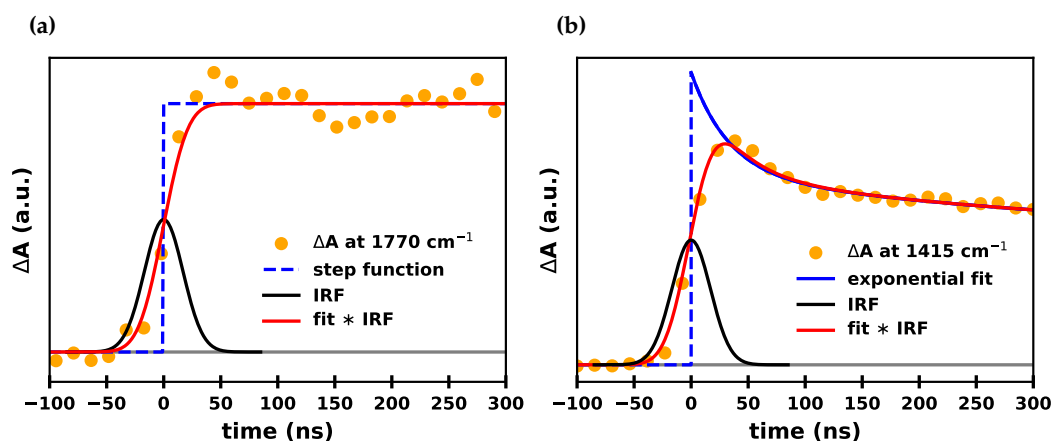 (a)
ΔA (a.u.)
ΔA at 1770 cm⁻¹
step function
IRF
fit ∗ IRF
−100 −50 0 50 100 150 200 250 300
time (ns)
(b)
ΔA (a.u.)
ΔA at 1415 cm⁻¹
exponential fit
IRF
fit ∗ IRF
−100 −50 0 50 100 150 200 250 300
time (ns)